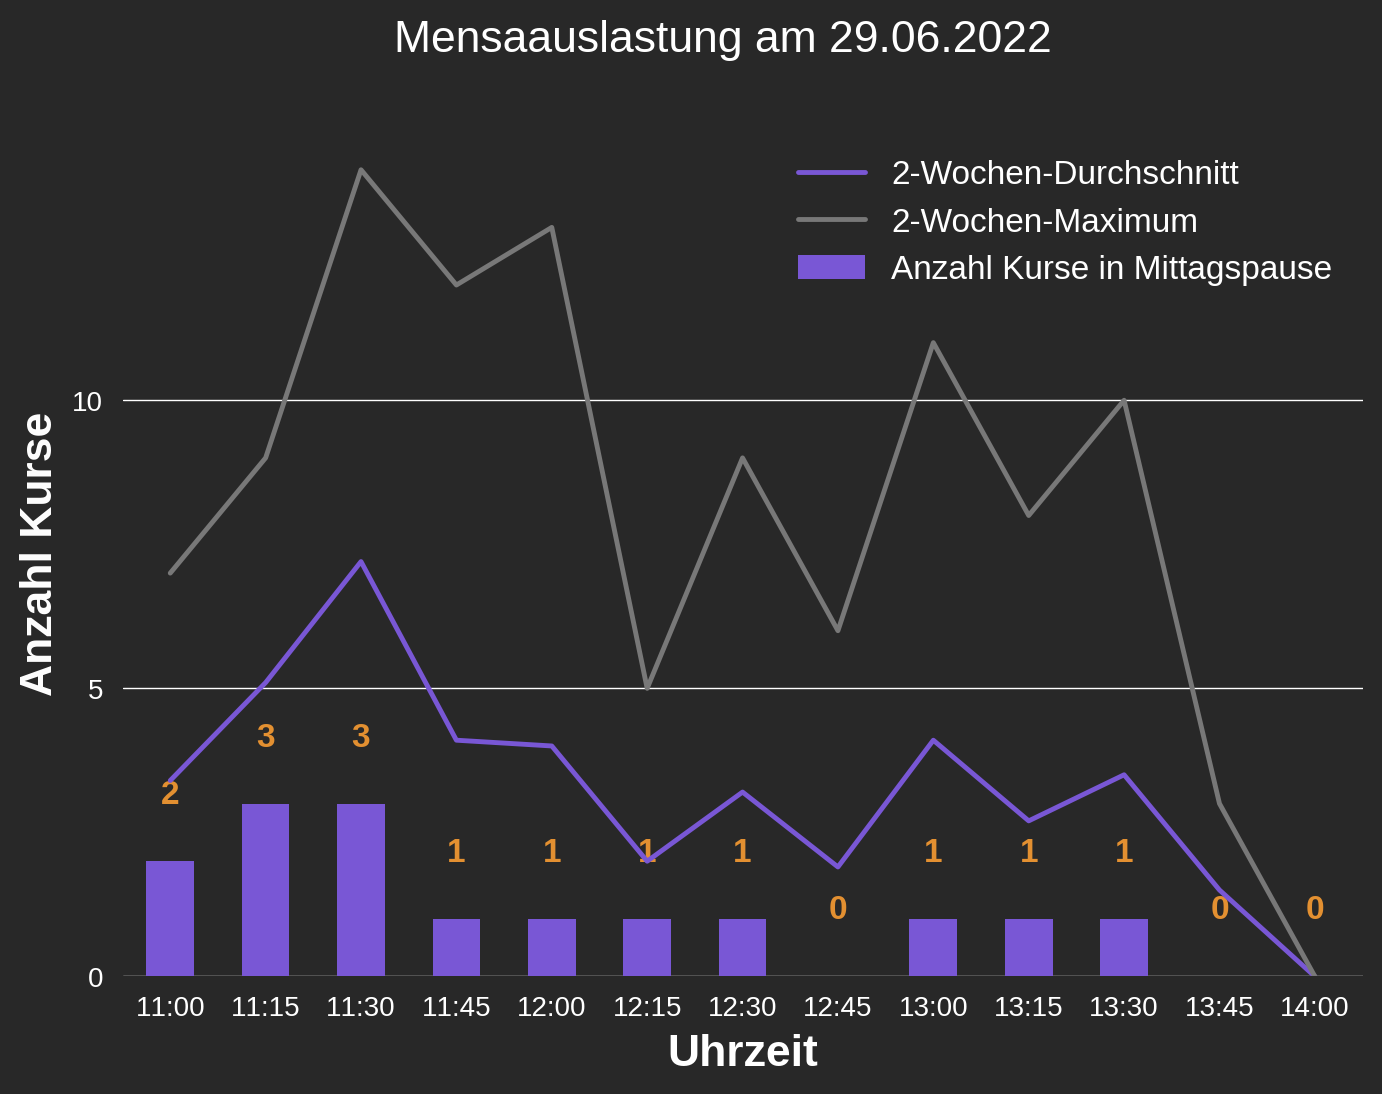 Mensaauslastung am 29.06.2022
2-Wochen-Durchschnitt
2-Wochen-Maximum
Anzahl Kurse in Mittagspause
Anzahl Kurse
10
5
0
2
3
3
1
1
1
1
0
1
1
1
0
0
11:00 11:15 11:30 11:45 12:00 12:15 12:30 12:45 13:00 13:15 13:30 13:45 14:00
Uhrzeit